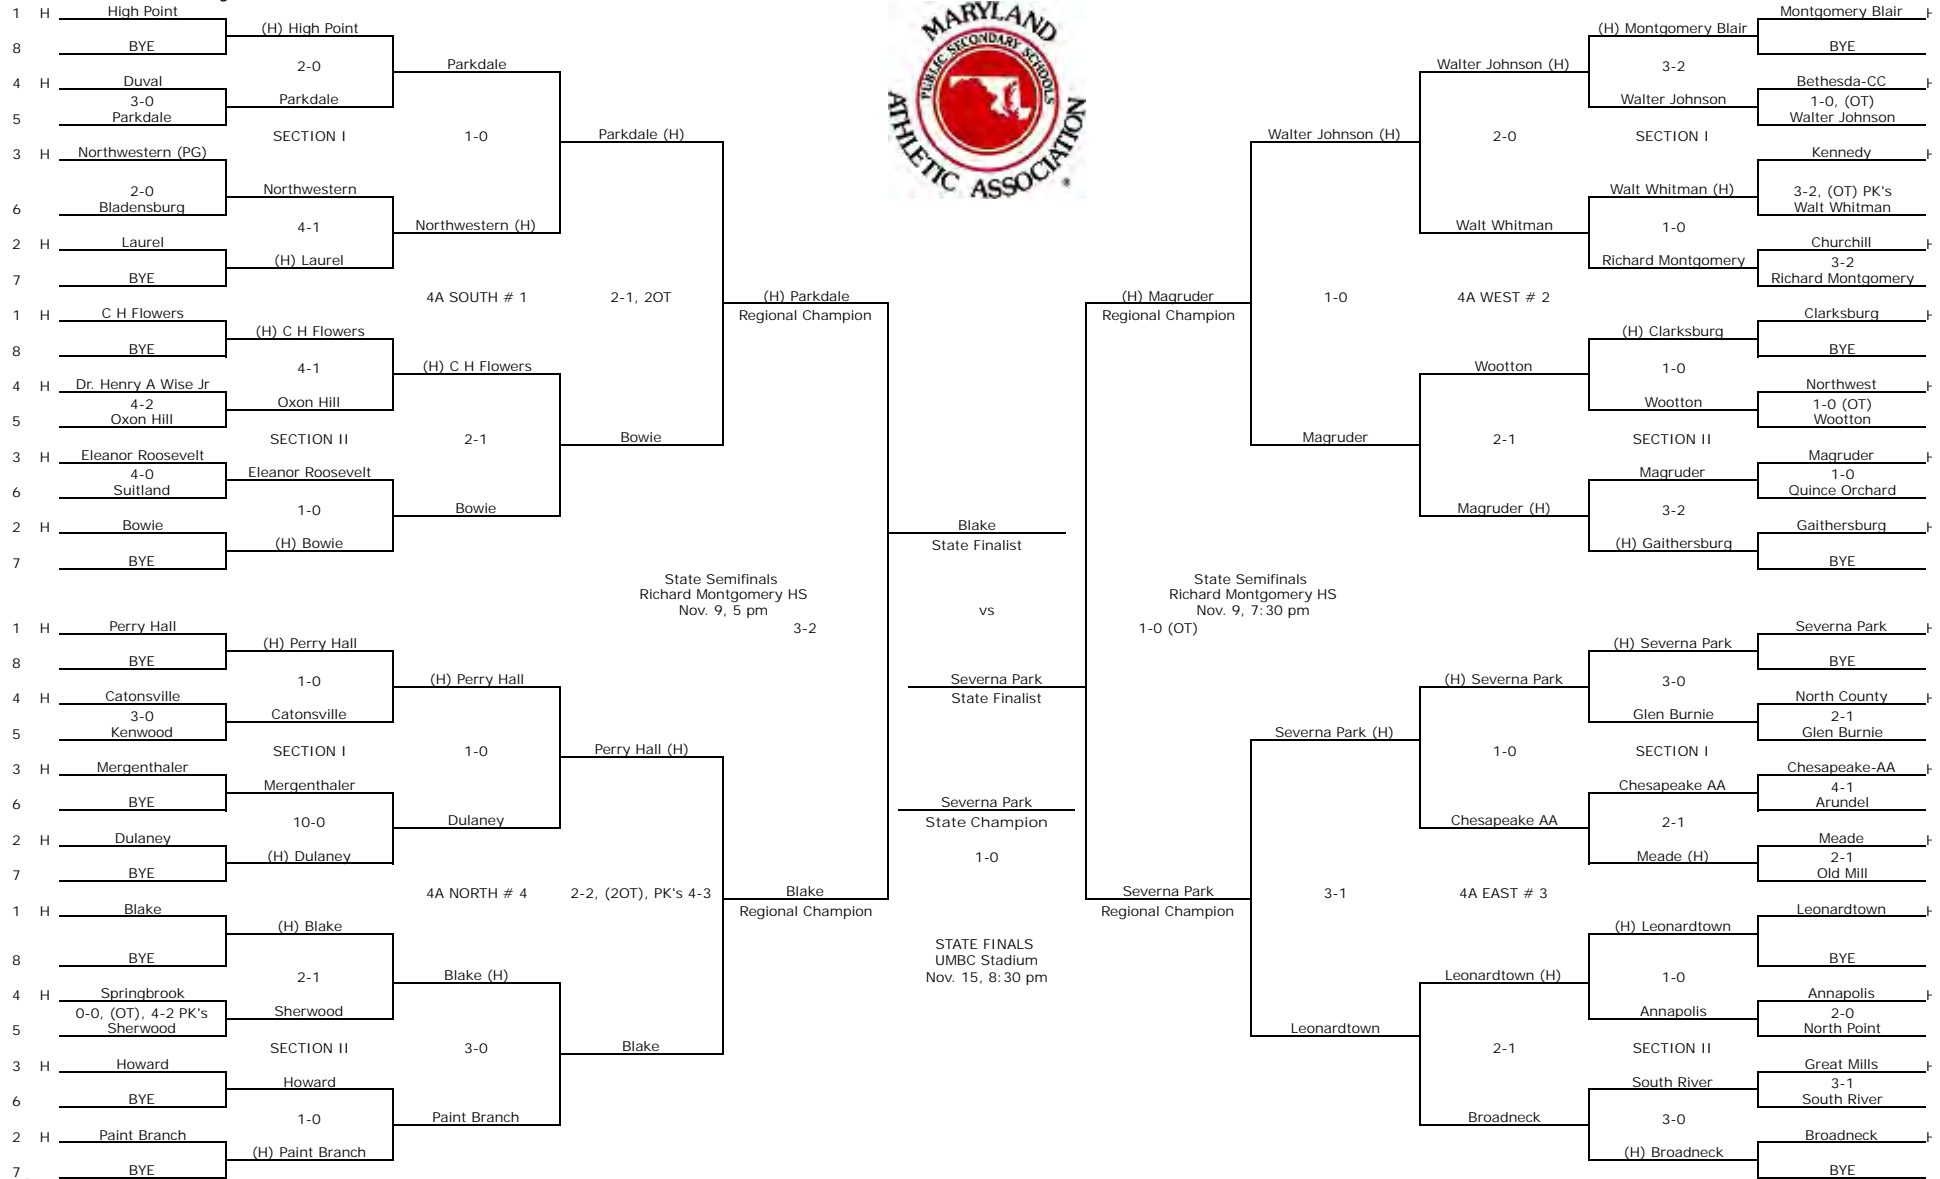 1 H High Point
8 BYE
4 H Duval
3-0
5 Parkdale
3 H Northwestern (PG)
2-0
6 Bladensburg
2 H Laurel
7 BYE
1 H C H Flowers
8 BYE
4 H Dr. Henry A Wise Jr
4-2
5 Oxon Hill
3 H Eleanor Roosevelt
4-0
6 Suitland
2 H Bowie
7 BYE
1 H Perry Hall
8 BYE
4 H Catonsville
3-0
5 Kenwood
3 H Mergenthaler
6 BYE
2 H Dulaney
7 BYE
1 H Blake
8 BYE
4 H Springbrook
0-0, (OT), 4-2 PK's
5 Sherwood
3 H Howard
6 BYE
2 H Paint Branch
7 BYE
(H) High Point
2-0
Parkdale
SECTION I
Northwestern
4-1
(H) Laurel
(H) C H Flowers
4-1
Oxon Hill
SECTION II
Eleanor Roosevelt
1-0
(H) Bowie
(H) Perry Hall
1-0
Catonsville
SECTION I
Mergenthaler
10-0
(H) Dulaney
(H) Blake
2-1
Sherwood
SECTION II
Howard
1-0
(H) Paint Branch
Parkdale
1-0
Northwestern (H)
4A SOUTH # 1
(H) C H Flowers
2-1
Bowie
(H) Perry Hall
1-0
Dulaney
4A NORTH # 4
Blake (H)
3-0
Paint Branch
Parkdale (H)
2-1, 2OT
Bowie
State Semifinals
Richard Montgomery HS
Nov. 9, 5 pm
3-2
Perry Hall (H)
2-2, (2OT), PK's 4-3
Blake
(H) Parkdale
Regional Champion
Blake
Regional Champion
MARYLAND
PUBLIC SECONDARY SCHOOLS
ATHLETIC ASSOCIATION
®
Blake
State Finalist
vs
Severna Park
State Finalist
Severna Park
State Champion
1-0
STATE FINALS
UMBC Stadium
Nov. 15, 8:30 pm
(H) Magruder
Regional Champion
Severna Park
Regional Champion
Walter Johnson (H)
1-0
Magruder
State Semifinals
Richard Montgomery HS
Nov. 9, 7:30 pm
1-0 (OT)
Severna Park (H)
3-1
Leonardtown
Walter Johnson (H)
2-0
Walt Whitman
4A WEST # 2
Wootton
2-1
Magruder (H)
(H) Severna Park
1-0
Chesapeake AA
4A EAST # 3
Leonardtown (H)
2-1
Broadneck
(H) Montgomery Blair
3-2
Walter Johnson
SECTION I
Walt Whitman (H)
1-0
Richard Montgomery
(H) Clarksburg
1-0
Wootton
SECTION II
Magruder
3-2
(H) Gaithersburg
(H) Severna Park
3-0
Glen Burnie
SECTION I
Chesapeake AA
2-1
Meade (H)
(H) Leonardtown
1-0
Annapolis
SECTION II
South River
3-0
(H) Broadneck
Montgomery Blair H
BYE
Bethesda-CC H
1-0, (OT)
Walter Johnson
Kennedy H
3-2, (OT) PK's
Walt Whitman
Churchill H
3-2
Richard Montgomery
Clarksburg H
BYE
Northwest H
1-0 (OT)
Wootton
Magruder H
1-0
Quince Orchard
Gaithersburg H
BYE
Severna Park H
BYE
North County H
2-1
Glen Burnie
Chesapeake-AA H
4-1
Arundel
Meade H
2-1
Old Mill
Leonardtown H
BYE
Annapolis H
2-0
North Point
Great Mills H
3-1
South River
Broadneck H
BYE